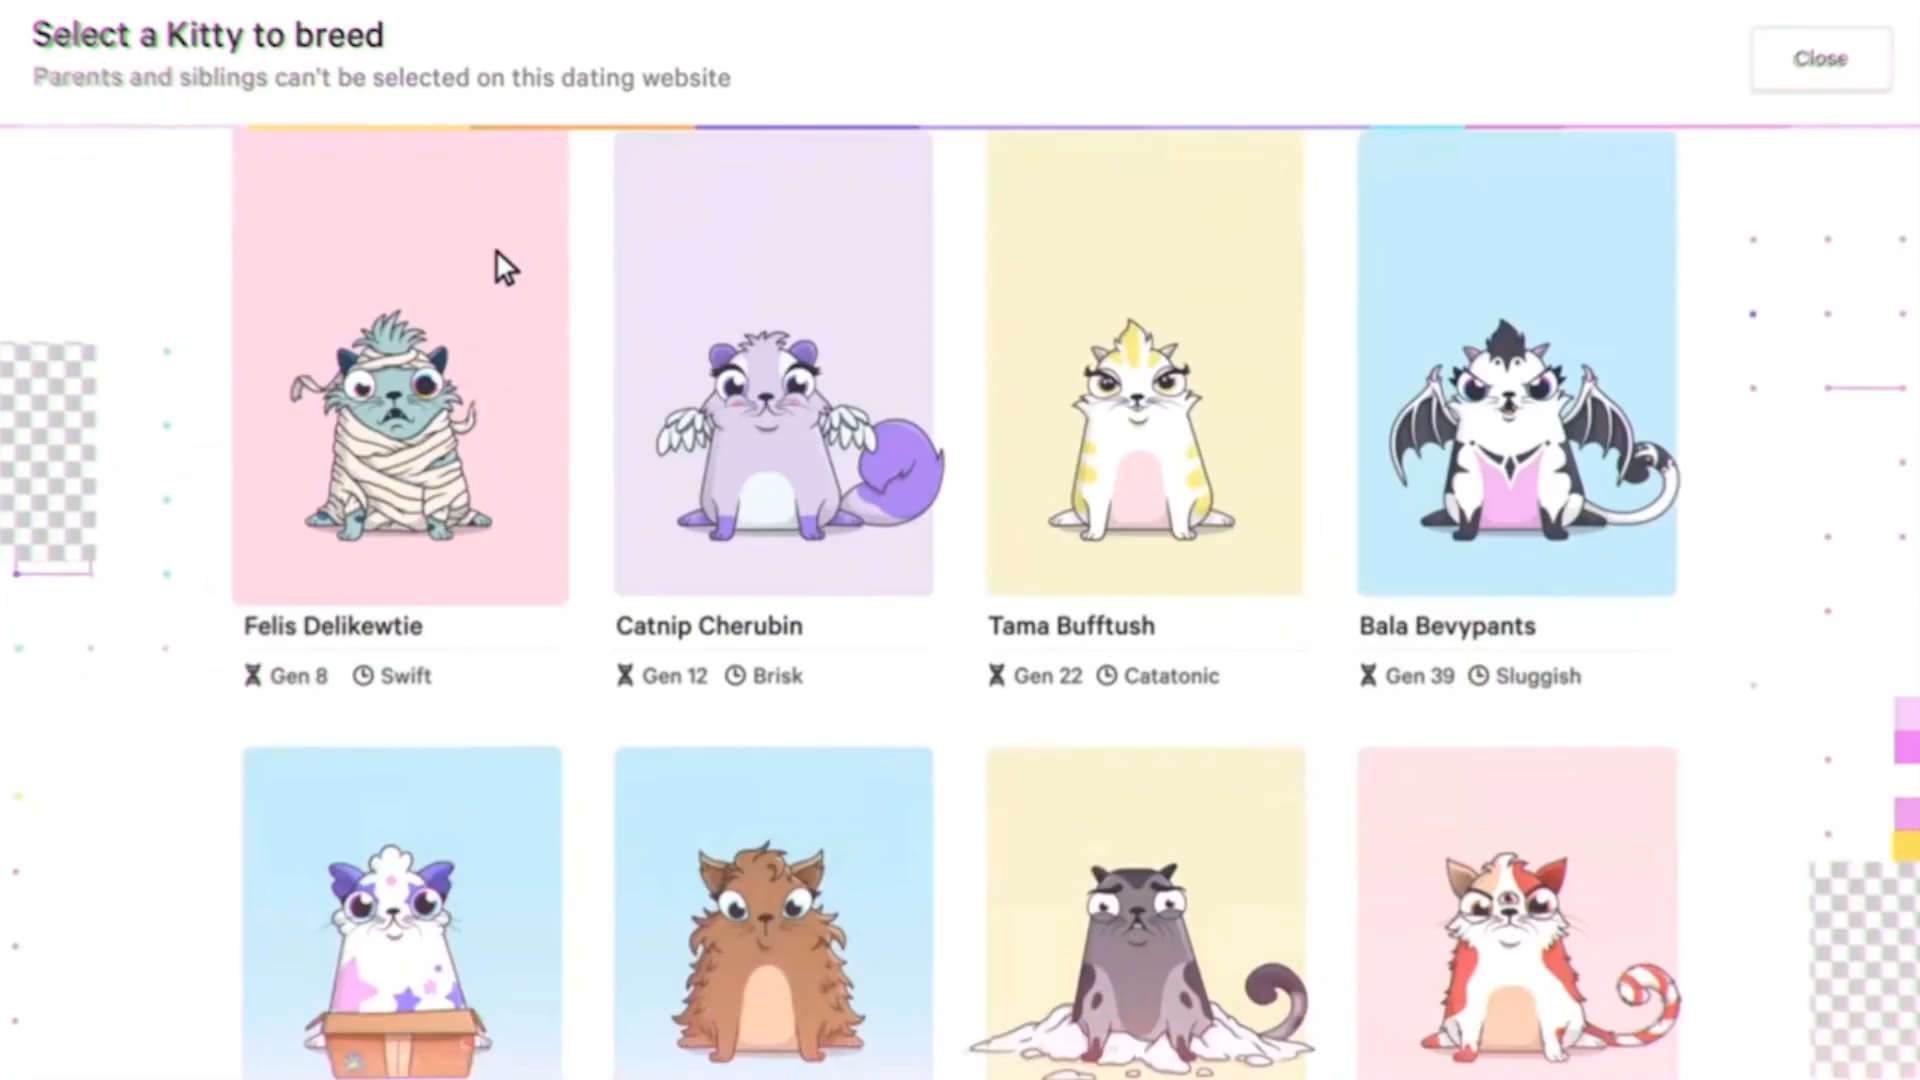 Select a Kitty to breed
Parents and siblings can't be selected on this dating website
Close
Felis Delikewtie
Gen 8 Swift
Catnip Cherubin
Gen 12 Brisk
Tama Bufftush
Gen 22 Catatonic
Bala Bevypants
Gen 39 Sluggish